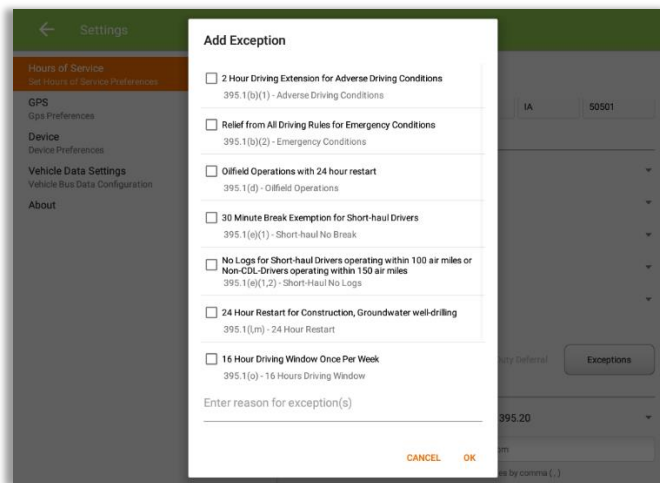 Settings
Add Exception
Hours of Service
Set Hours of Service Preferences
GPS
Gps Preferences
Device
Device Preferences
Vehicle Data Settings
Vehicle Bus Data Configuration
About
2 Hour Driving Extension for Adverse Driving Conditions
395.1(b)(1) - Adverse Driving Conditions
Relief from All Driving Rules for Emergency Conditions
395.1(b)(2) - Emergency Conditions
Oilfield Operations with 24 hour restart
395.1(d) - Oilfield Operations
30 Minute Break Exemption for Short-haul Drivers
395.1(e)(1) - Short-haul No Break
No Logs for Short-haul Drivers operating within 100 air miles or
Non-CDL-Drivers operating within 150 air miles
395.1(e)(1,2) - Short-Haul No Logs
24 Hour Restart for Construction, Groundwater well-drilling
395.1(l,m) - 24 Hour Restart
16 Hour Driving Window Once Per Week
395.1(o) - 16 Hours Driving Window
Enter reason for exception(s)
CANCEL OK
IA 50501
uty Deferral Exceptions
395.20
om
es by comma ( , )